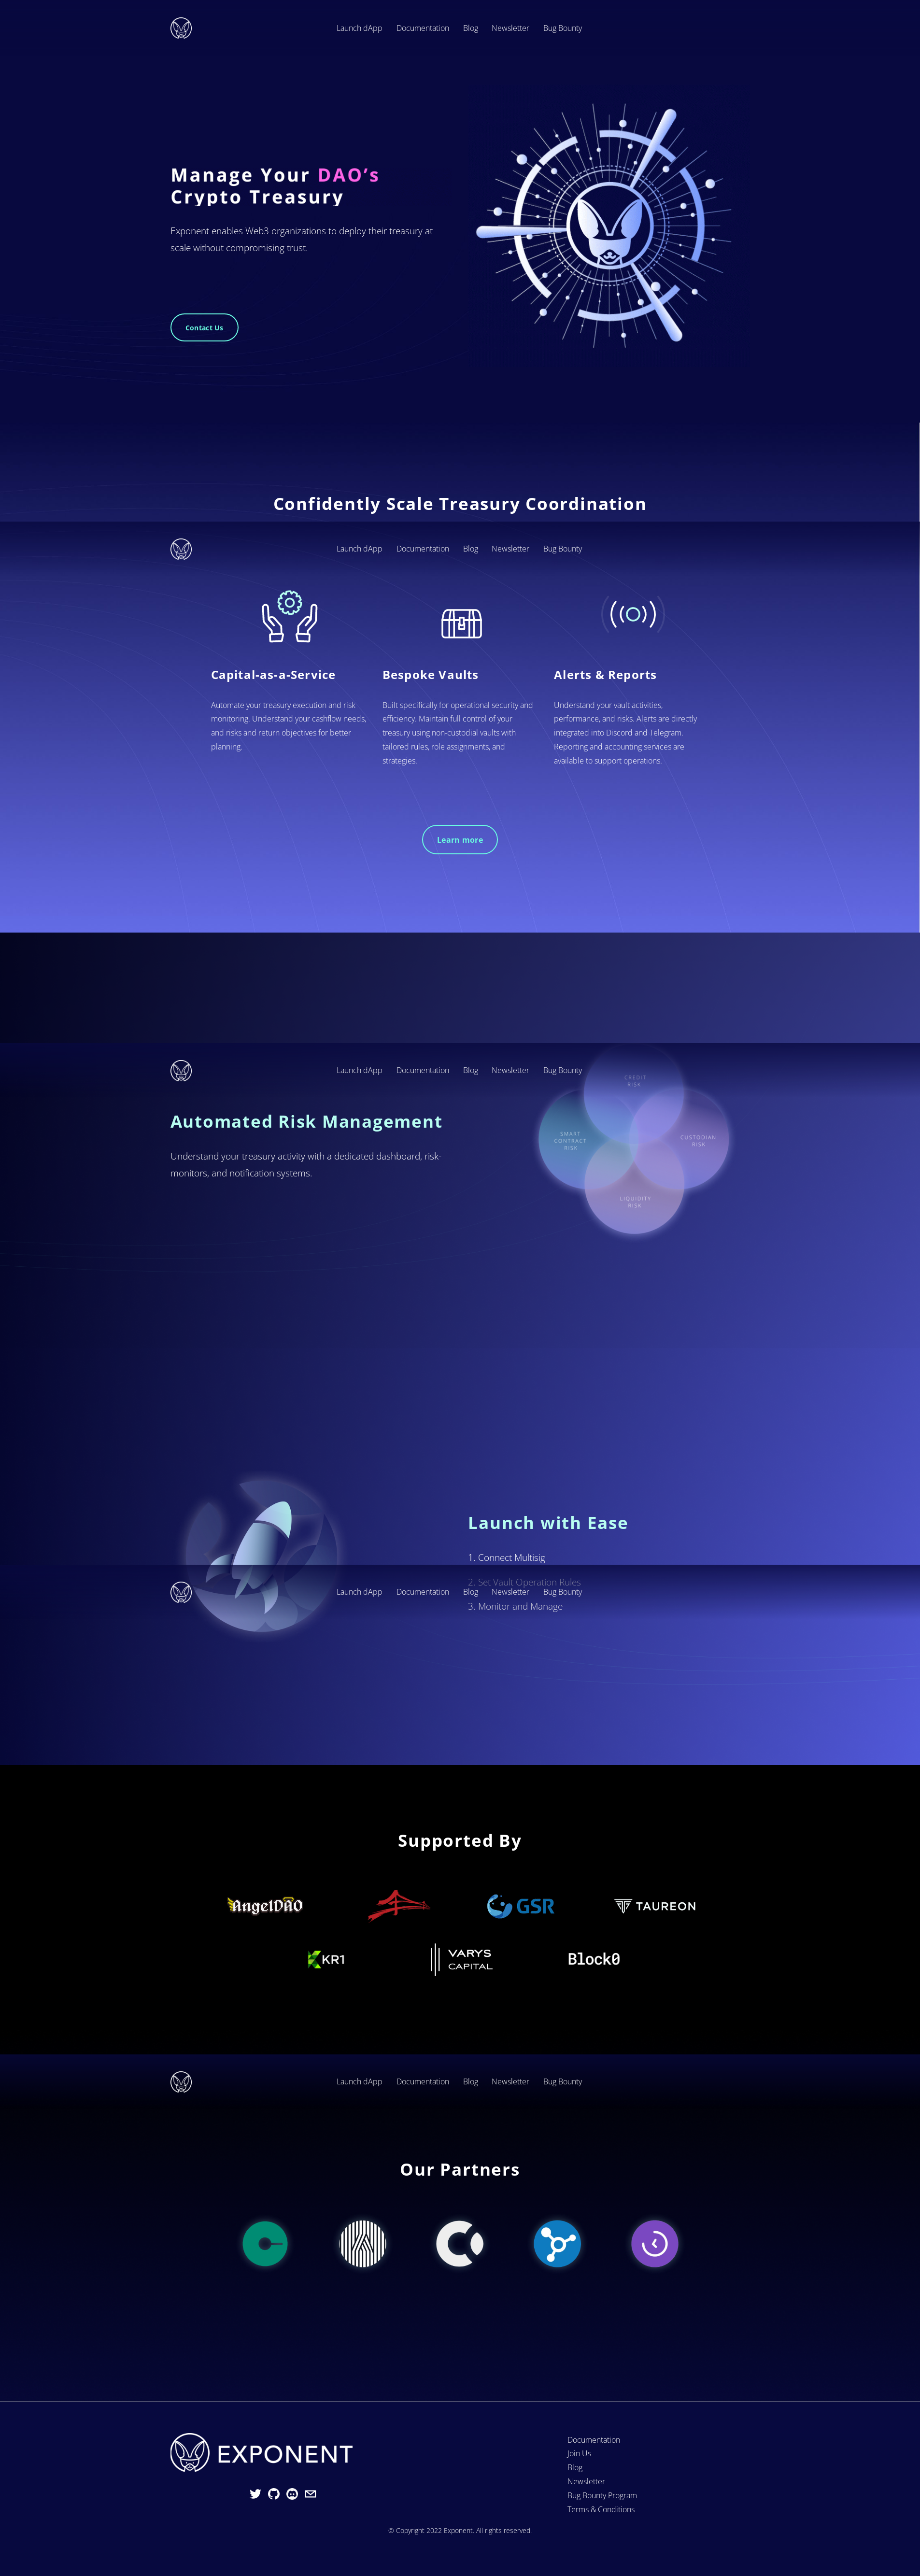 Launch dApp Documentation Blog Newsletter Bug Bounty
Manage Your DAO’s
Crypto Treasury
Exponent enables Web3 organizations to deploy their treasury at
scale without compromising trust.
Contact Us
Confidently Scale Treasury Coordination
Launch dApp Documentation Blog Newsletter Bug Bounty
Capital-as-a-Service
Automate your treasury execution and risk
monitoring. Understand your cashflow needs,
and risks and return objectives for better
planning.
Bespoke Vaults
Built specifically for operational security and
efficiency. Maintain full control of your
treasury using non-custodial vaults with
tailored rules, role assignments, and
strategies.
Alerts & Reports
Understand your vault activities,
performance, and risks. Alerts are directly
integrated into Discord and Telegram.
Reporting and accounting services are
available to support operations.
Learn more
Launch dApp Documentation Blog Newsletter Bug Bounty
Automated Risk Management
Understand your treasury activity with a dedicated dashboard, risk-
monitors, and notification systems.
CREDIT
RISK
SMART
CONTRACT
RISK
CUSTODIAN
RISK
LIQUIDITY
RISK
Launch with Ease
1. Connect Multisig
2. Set Vault Operation Rules
Launch dApp Documentation Blog Newsletter Bug Bounty
3. Monitor and Manage
Supported By
AngelDAO
GSR
TAUREON
KR1
VARYS
CAPITAL
Block0
Launch dApp Documentation Blog Newsletter Bug Bounty
Our Partners
EXPONENT
Documentation
Join Us
Blog
Newsletter
Bug Bounty Program
Terms & Conditions
© Copyright 2022 Exponent. All rights reserved.